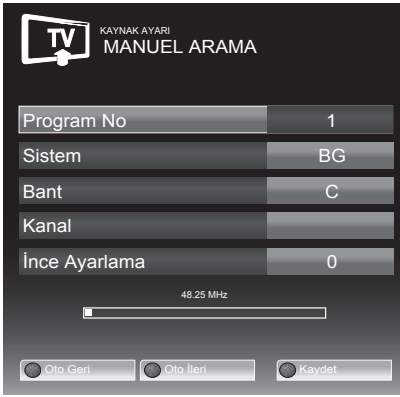 TV
KAYNAK AYARI
MANUEL ARAMA
Program No 1
Sistem BG
Bant C
Kanal
İnce Ayarlama 0
48.25 MHz
Oto Geri Oto İleri Kaydet